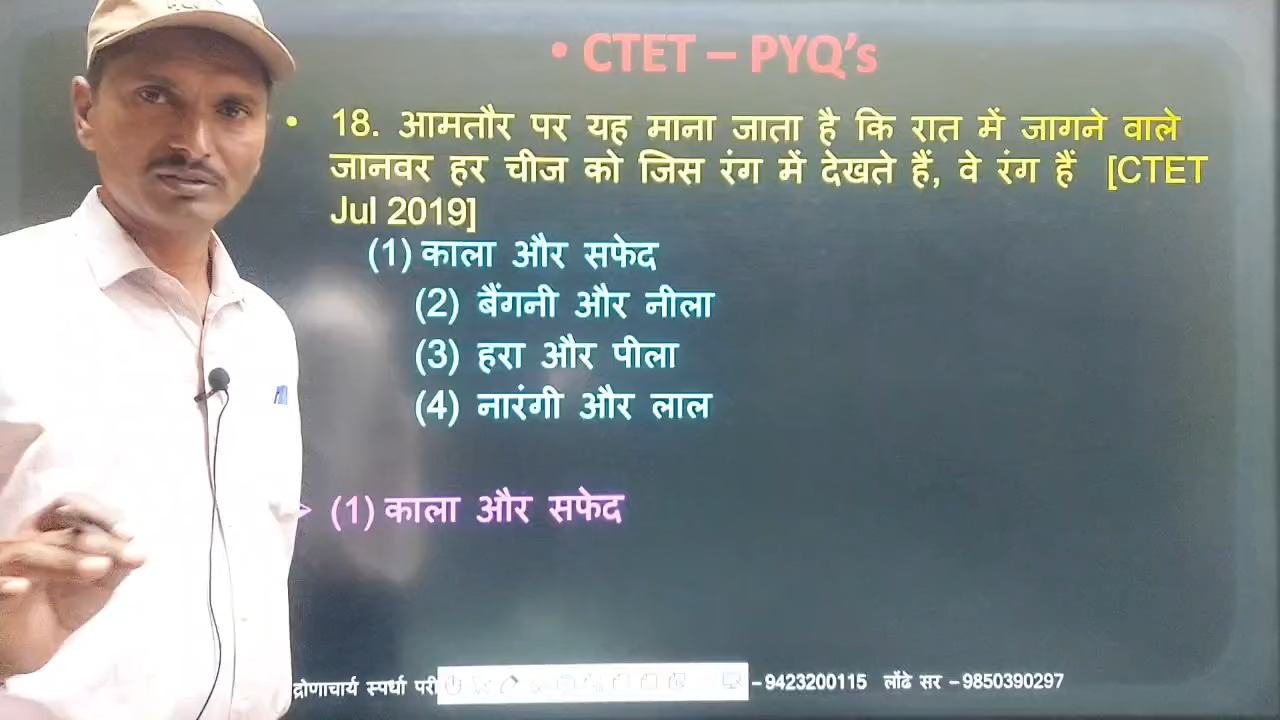 • CTET – PYQ’s
• 18. आमतौर पर यह माना जाता है कि रात में जागने वाले
जानवर हर चीज को जिस रंग में देखते हैं, वे रंग हैं [CTET
Jul 2019]
(1) काला और सफेद
(2) बैंगनी और नीला
(3) हरा और पीला
(4) नारंगी और लाल
➢ (1) काला और सफेद
द्रोणाचार्य स्पर्धा परी –9423200115 लोंढे सर –9850390297